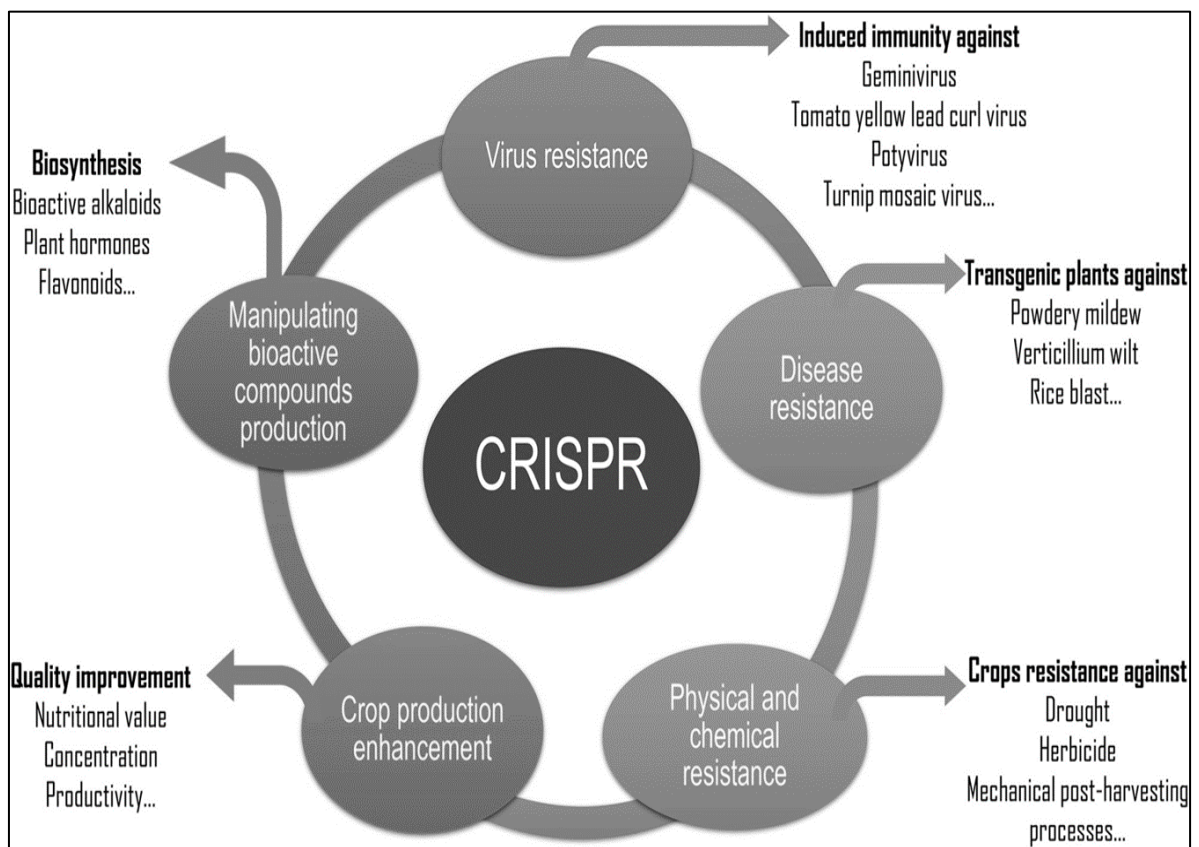 Induced immunity against
Geminivirus
Tomato yellow lead curl virus
Potyvirus
Turnip mosaic virus...
Virus resistance
Biosynthesis
Bioactive alkaloids
Plant hormones
Flavonoids...
Transgenic plants against
Powdery mildew
Verticillium wilt
Rice blast...
Manipulating
bioactive
compounds
production
Disease
resistance
CRISPR
Quality improvement
Nutritional value
Concentration
Productivity...
Crop production
enhancement
Physical and
chemical
resistance
Crops resistance against
Drought
Herbicide
Mechanical post-harvesting
processes...